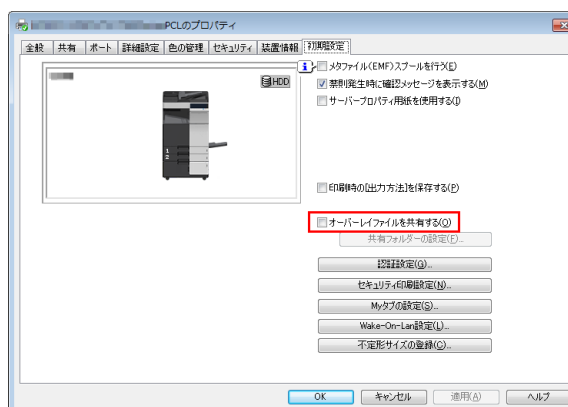 PCLのプロパティ
全般 共有 ポート 詳細設定 色の管理 セキュリティ 装置情報 初期設定
メタファイル(EMF)スプールを行う(E)
HDD
禁則発生時に確認メッセージを表示する(M)
サーバープロパティ用紙を使用する(I)
1
2
印刷時の[出力方法]を保存する(P)
オーバーレイファイルを共有する(O)
共有フォルダーの設定(F)...
認証設定(G)...
セキュリティ印刷設定(N)...
Myタブの設定(S)...
Wake-On-Lan設定(L)...
不定形サイズの登録(C)...
OK キャンセル 適用(A) ヘルプ